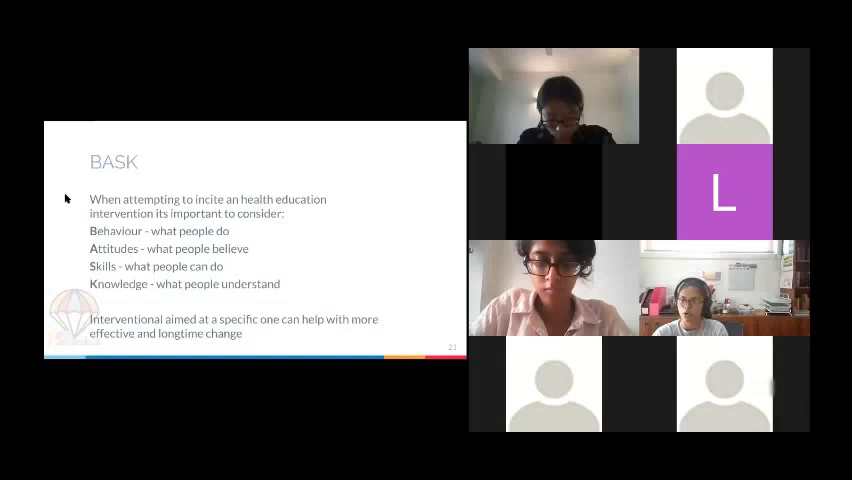 BASK
When attempting to incite an health education
intervention its important to consider:
Behaviour - what people do
Attitudes - what people believe
Skills - what people can do
Knowledge - what people understand
Interventional aimed at a specific one can help with more
effective and longtime change
21
L